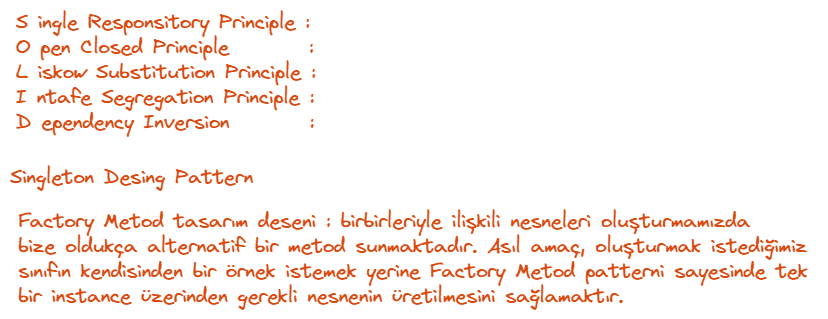 S ingle Responsitory Principle :
O pen Closed Principle :
L iskow Substitution Principle :
I ntafe Segregation Principle :
D ependency Inversion :
Singleton Desing Pattern
Factory Metod tasarım deseni : birbirleriyle ilişkili nesneleri oluşturmamızda
bize oldukça alternatif bir metod sunmaktadır. Asıl amaç, oluşturmak istediğimiz
sınıfın kendisinden bir örnek istemek yerine Factory Metod patterni sayesinde tek
bir instance üzerinden gerekli nesnenin üretilmesini sağlamaktır.